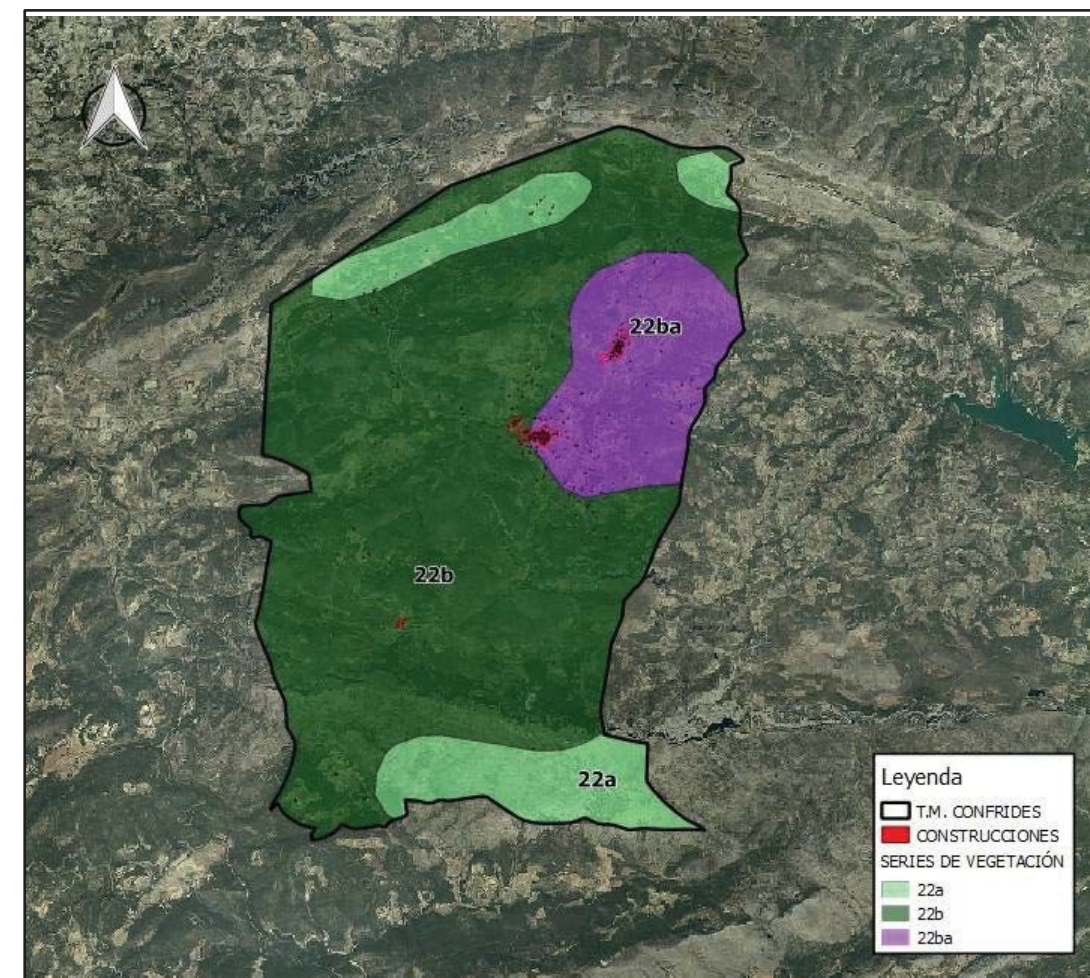 22ba
22b
22a
Leyenda
T.M. CONFRIDES
CONSTRUCCIONES
SERIES DE VEGETACIÓN
22a
22b
22ba